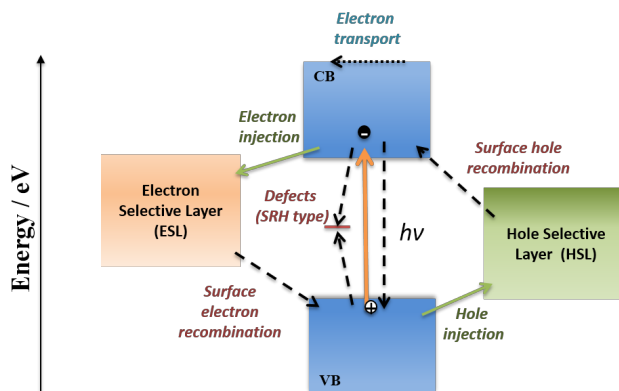 Electron
transport
CB
Electron
injection
Surface hole
recombination
Electron
Selective Layer
(ESL)
Defects
(SRH type)
hν
Hole Selective
Layer (HSL)
Energy / eV
Surface
electron
recombination
Hole
injection
VB